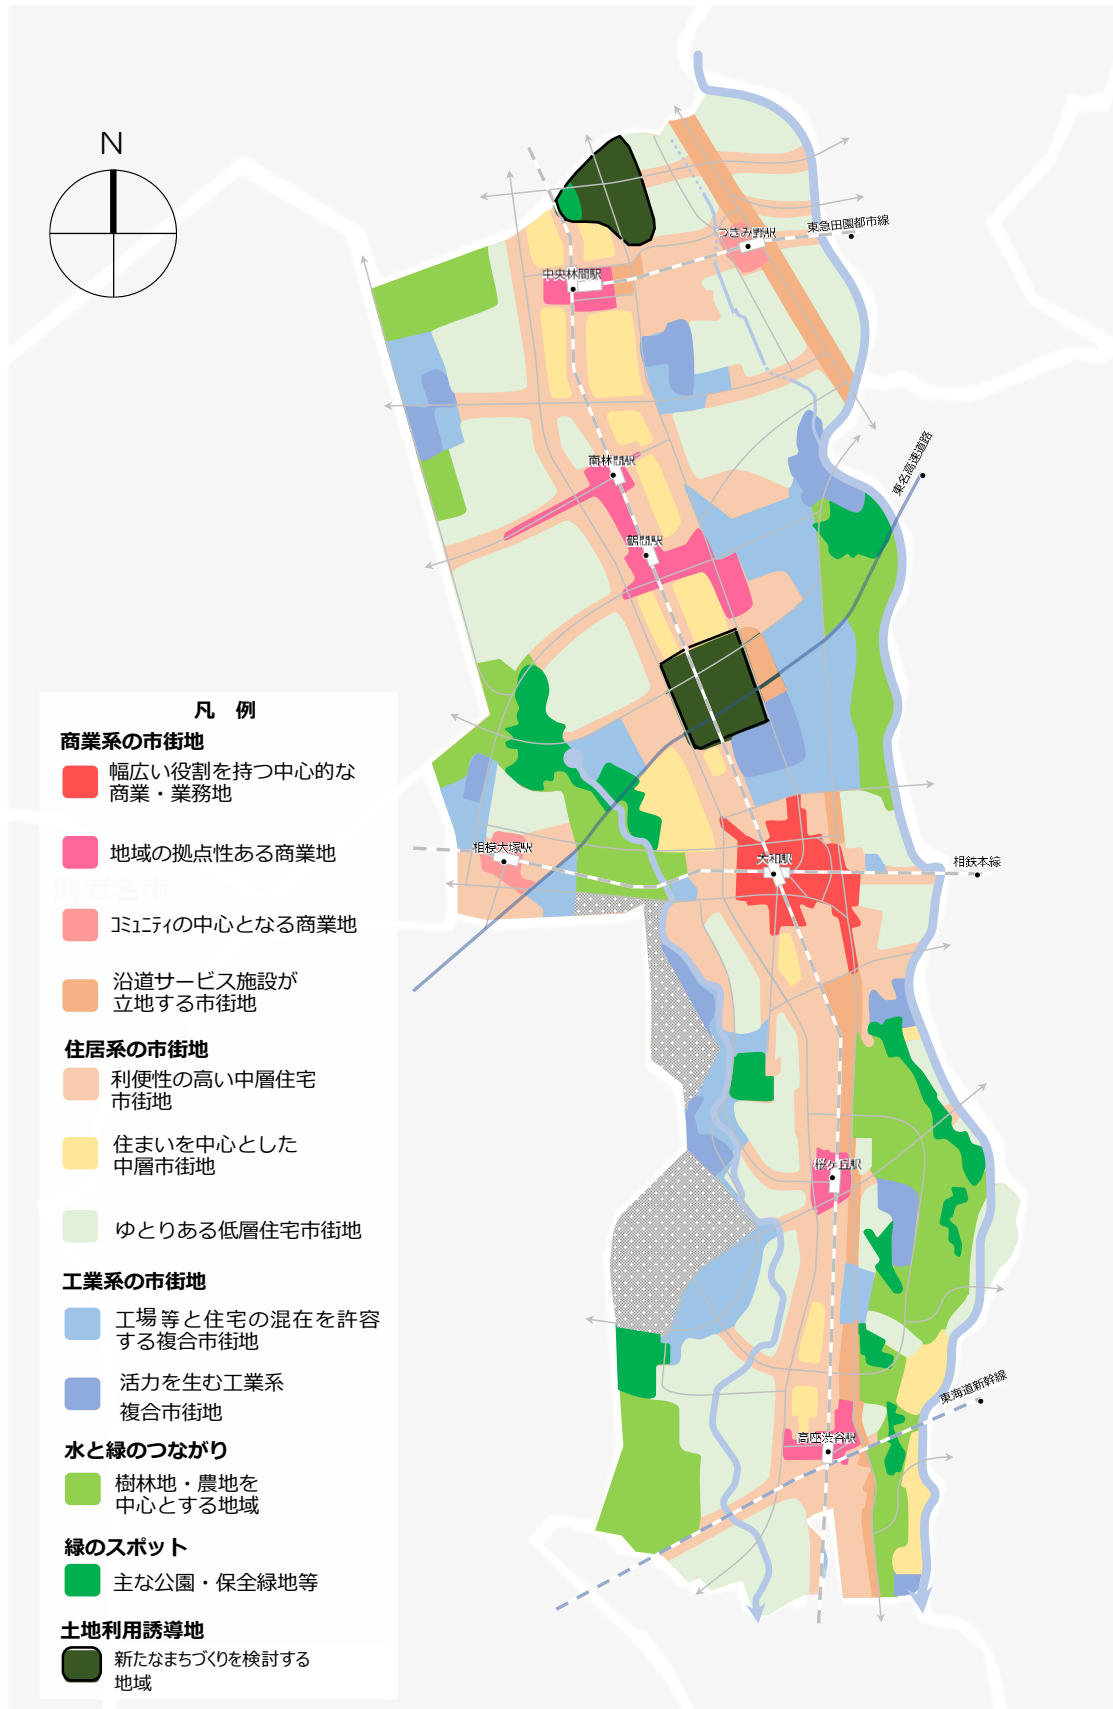 N
東急田園都市線
つきみ野駅
中央林間駅
南林間駅
東名高速道路
鶴間駅
相模大塚駅
大和駅
相鉄本線
桜ヶ丘駅
東海道新幹線
高座渋谷駅
凡 例
商業系の市街地
幅広い役割を持つ中心的な
商業・業務地
地域の拠点性ある商業地
ｺﾐｭﾆﾃｨの中心となる商業地
沿道サービス施設が
立地する市街地
住居系の市街地
利便性の高い中層住宅
市街地
住まいを中心とした
中層市街地
ゆとりある低層住宅市街地
工業系の市街地
工場等と住宅の混在を許容
する複合市街地
活力を生む工業系
複合市街地
水と緑のつながり
樹林地・農地を
中心とする地域
緑のスポット
主な公園・保全緑地等
土地利用誘導地
新たなまちづくりを検討する
地域